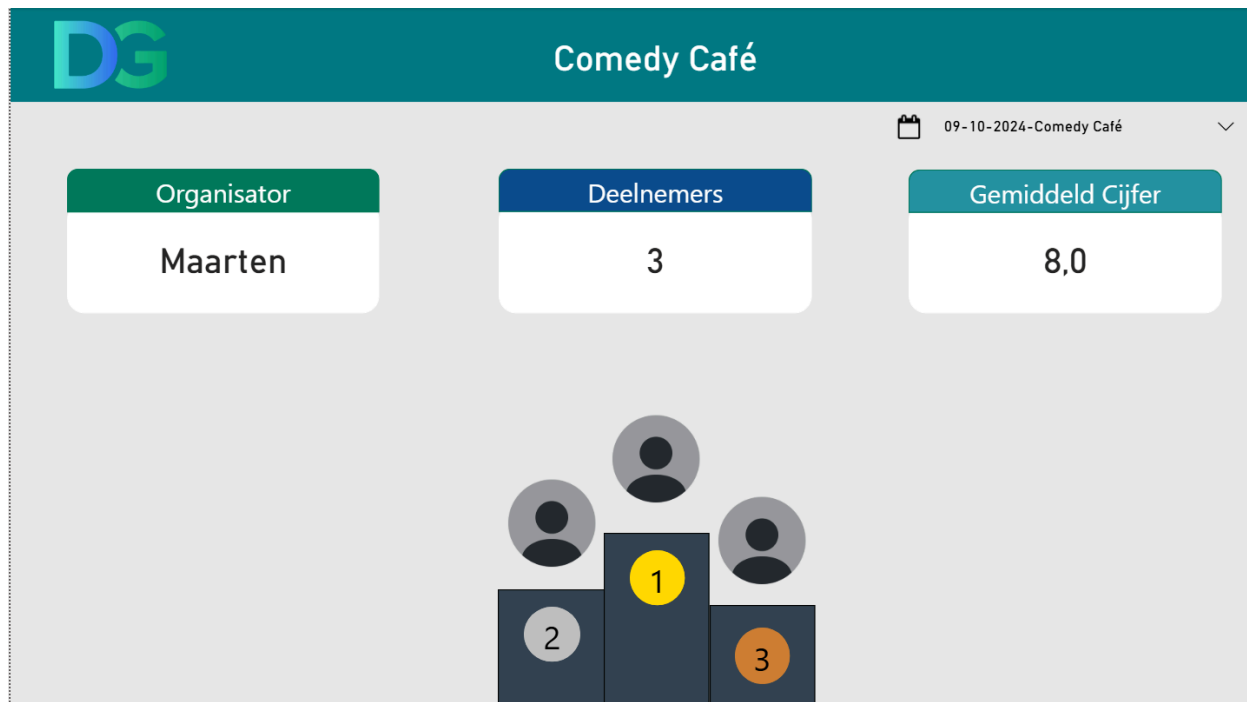 DG
Comedy Café
09-10-2024-Comedy Café
Organisator
Maarten
Deelnemers
3
Gemiddeld Cijfer
8,0
1
2
3